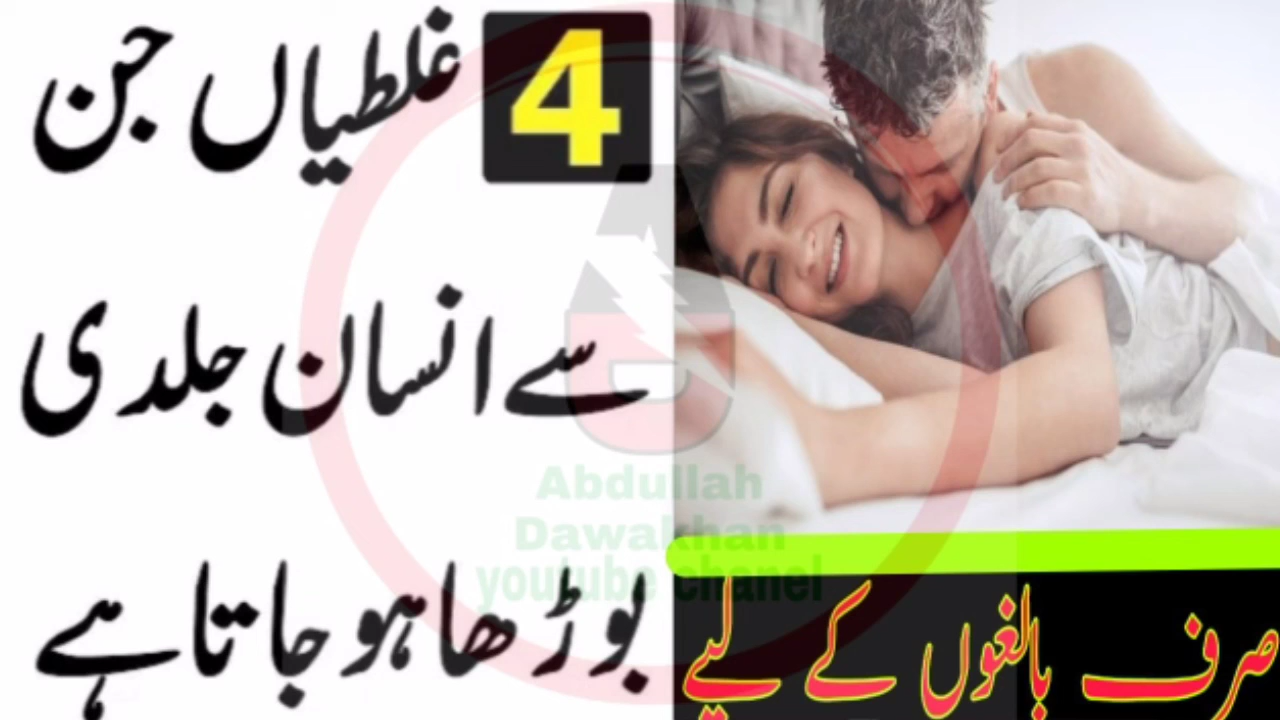 4 غلطیاں جن
سے انسان جلدی
بوڑھا ہو جاتا ہے
صرف بالغوں کے لیے
Abdullah
Dawakhan
youtube chanel